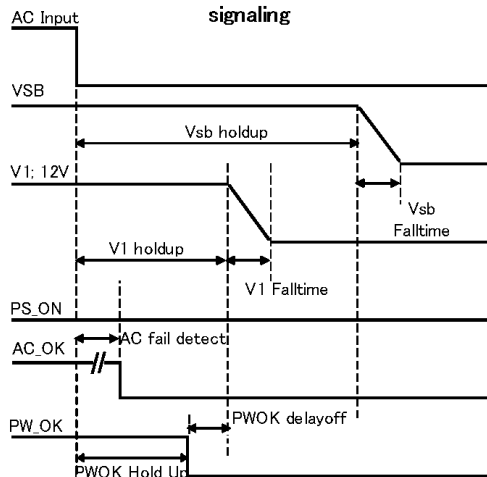 signaling
AC Input
VSB
Vsb holdup
V1; 12V
Vsb
Falltime
V1 holdup
V1 Falltime
PS_ON
AC fail detect
AC_OK
PWOK delayoff
PW_OK
PWOK Hold Up